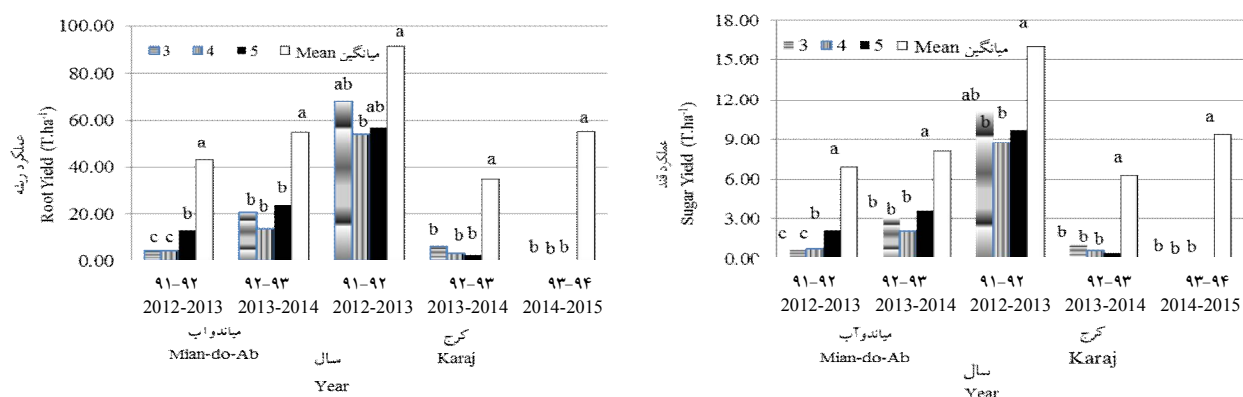 100.00
80.00
60.00
40.00
20.00
0.00
عملکرد ریشه
Root Yield (T.ha⁻¹)
3 4 5 Mean میانگین
c c b a
b b b a
ab b ab a
b b b a
b b b a
۹۱-۹۲ ۹۲-۹۳ ۹۱-۹۲ ۹۲-۹۳ ۹۳-۹۴
2012-2013 2013-2014 2012-2013 2013-2014 2014-2015
میاندواب کرج
Mian-do-Ab Karaj
سال
Year
18.00
15.00
12.00
9.00
6.00
3.00
0.00
عملکرد قند
Sugar Yield (T.ha⁻¹)
3 4 5 Mean میانگین
c c b a
b b b a
ab b b a
b b b a
b b b a
۹۱-۹۲ ۹۲-۹۳ ۹۱-۹۲ ۹۲-۹۳ ۹۳-۹۴
2012-2013 2013-2014 2012-2013 2013-2014 2014-2015
میاندوآب کرج
Mian-do-Ab Karaj
سال
Year